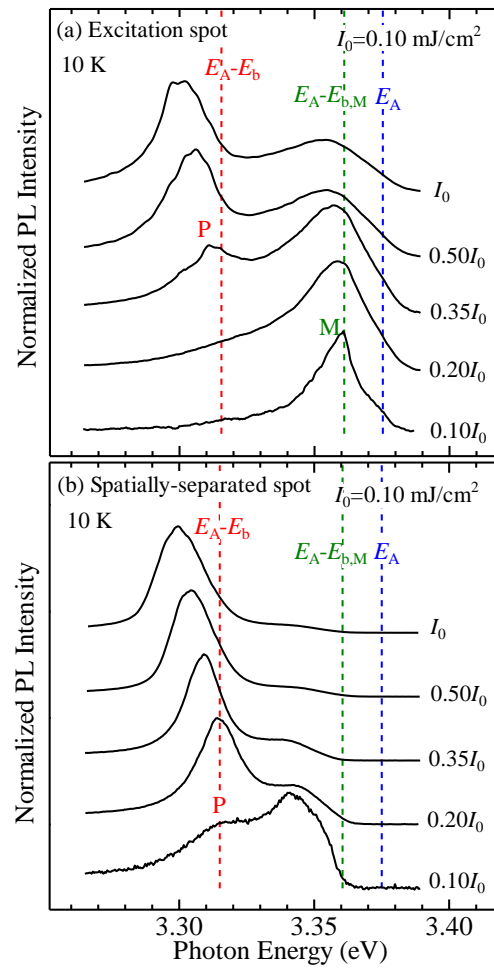 (a) Excitation spot
I0=0.10 mJ/cm2
10 K
EA-Eb
EA-Eb,M
EA
I0
0.50I0
P
0.35I0
0.20I0
M
0.10I0
Normalized PL Intensity
(b) Spatially-separated spot
I0=0.10 mJ/cm2
10 K
EA-Eb
EA-Eb,M
EA
I0
0.50I0
0.35I0
0.20I0
P
0.10I0
Normalized PL Intensity
3.30 3.35 3.40
Photon Energy (eV)